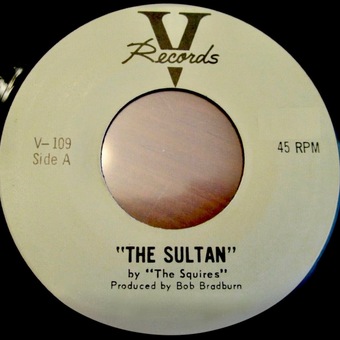 V
Records
V-109
Side A
45 RPM
"THE SULTAN"
by "The Squires"
Produced by Bob Bradburn